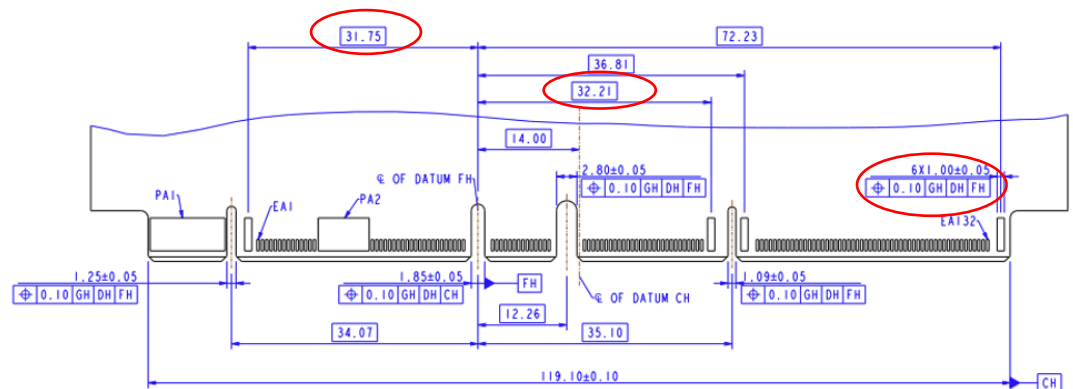 31.75
72.23
36.81
32.21
14.00
℄ OF DATUM FH
2.80±0.05
⌖ 0.10 GH DH FH
6X1.00±0.05
⌖ 0.10 GH DH FH
PA1
EA1
PA2
EA132
1.25±0.05
⌖ 0.10 GH DH FH
1.85±0.05
⌖ 0.10 GH DH CH
FH
℄ OF DATUM CH
1.09±0.05
⌖ 0.10 GH DH FH
12.26
34.07
35.10
119.10±0.10
CH